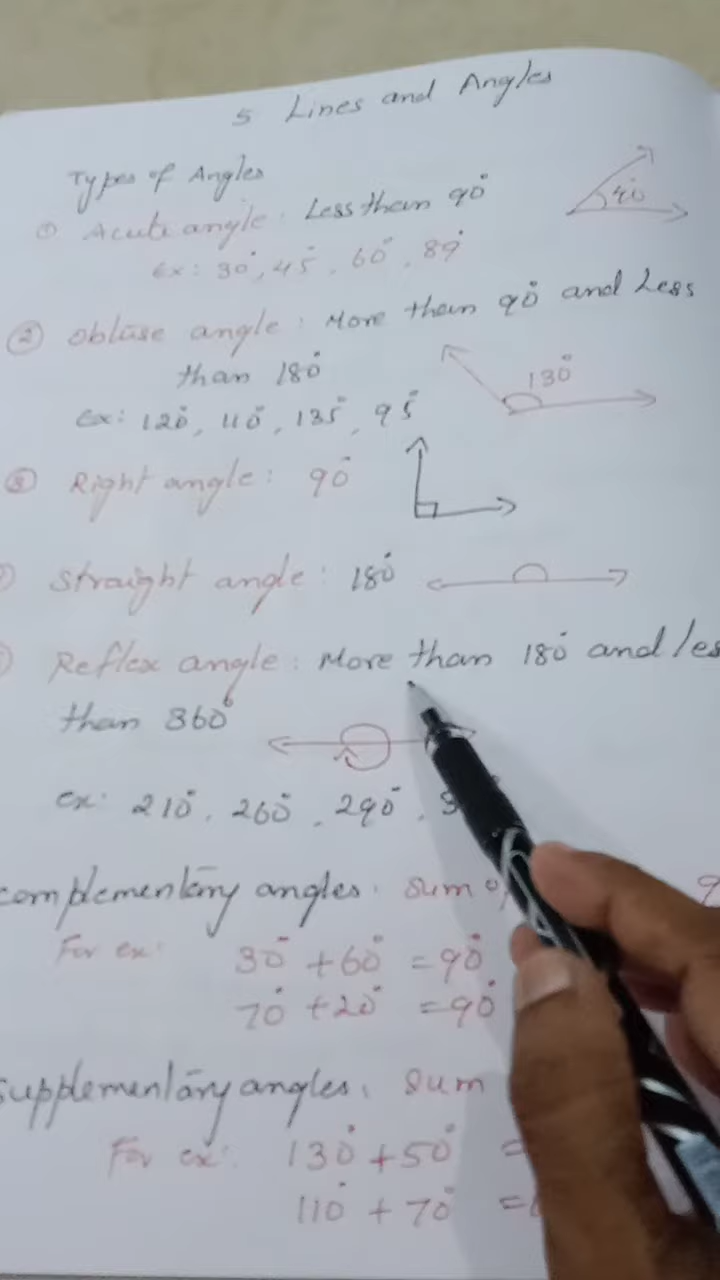 5 Lines and Angles
Types of Angles
① Acute angle: Less than 90°
40°
Ex: 30°, 45°, 60°, 89°
② Obtuse angle: More than 90° and Less
than 180°
130°
Ex: 120°, 110°, 135°, 95°
③ Right angle: 90°
Straight angle: 180°
Reflex angle: More than 180° and les
than 360°
Ex: 210°, 260°, 290°, 3
complementary angles: sum o 9
For ex: 30° + 60° = 90°
70° + 20° = 90°
supplementary angles: sum
For ex: 130° + 50° =
110° + 70° =